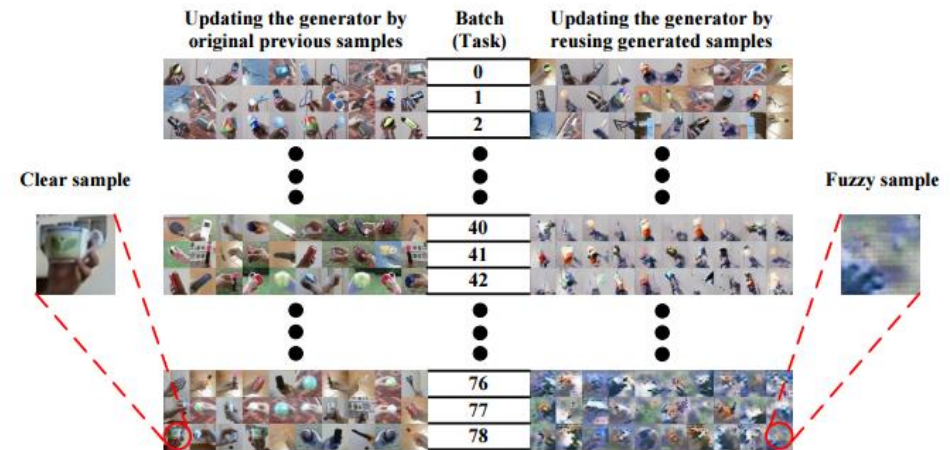 Updating the generator by
original previous samples
Batch
(Task)
Updating the generator by
reusing generated samples
0
1
2
Clear sample
Fuzzy sample
40
41
42
76
77
78